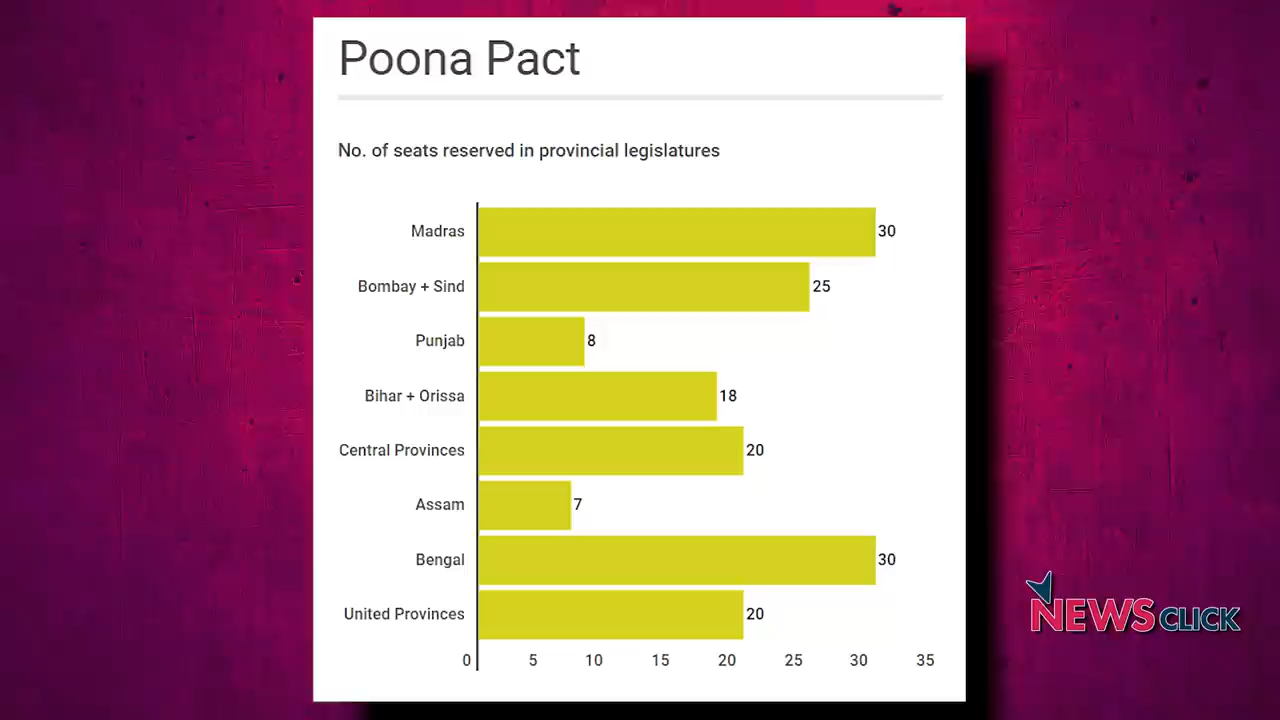 Poona Pact
No. of seats reserved in provincial legislatures
Madras 30
Bombay + Sind 25
Punjab 8
Bihar + Orissa 18
Central Provinces 20
Assam 7
Bengal 30
United Provinces 20
0 5 10 15 20 25 30 35
NEWSCLICK